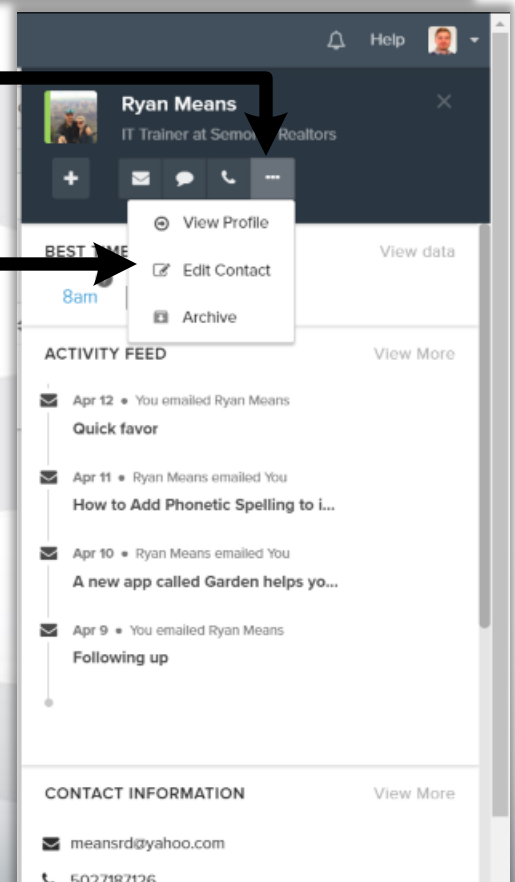 Help
Ryan Means
IT Trainer at Realtors
View Profile
BEST View data
Edit Contact
8am
Archive
ACTIVITY FEED View More
Apr 12 • You emailed Ryan Means
Quick favor
Apr 11 • Ryan Means emailed You
How to Add Phonetic Spelling to i...
Apr 10 • Ryan Means emailed You
A new app called Garden helps yo...
Apr 9 • You emailed Ryan Means
Following up
CONTACT INFORMATION View More
meansrd@yahoo.com
5027187126